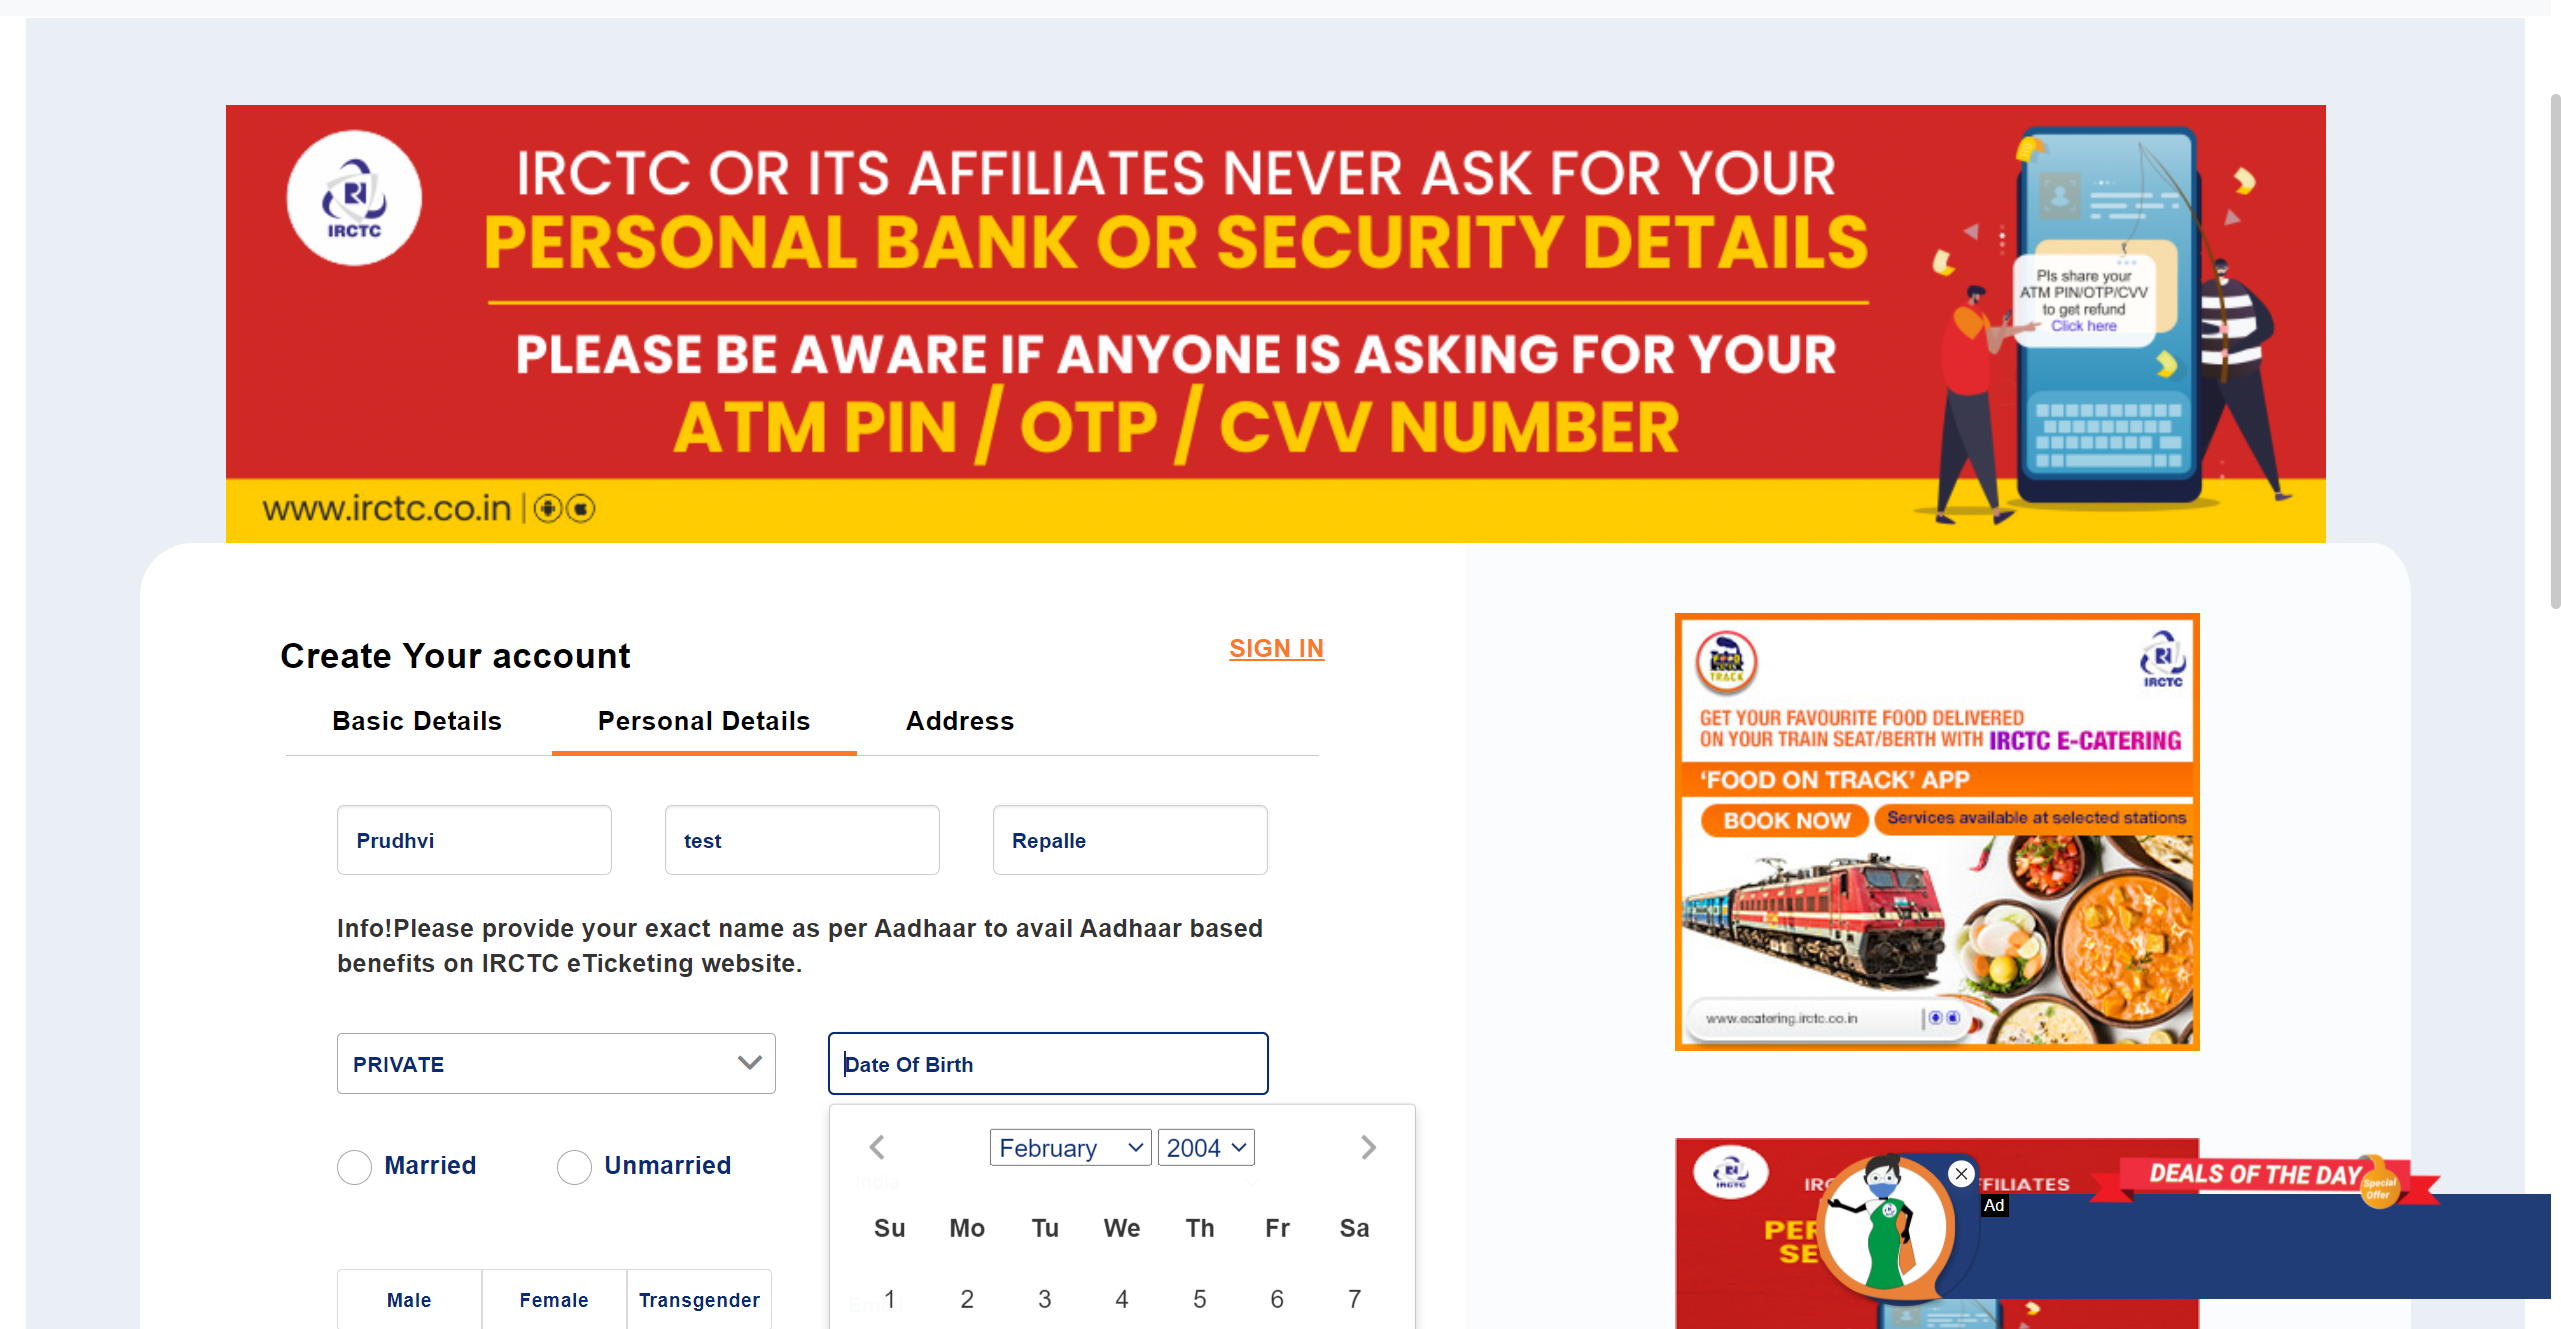 IRCTC
IRCTC OR ITS AFFILIATES NEVER ASK FOR YOUR
PERSONAL BANK OR SECURITY DETAILS
PLEASE BE AWARE IF ANYONE IS ASKING FOR YOUR
ATM PIN / OTP / CVV NUMBER
www.irctc.co.in
Pls share your
ATM PIN/OTP/CVV
to get refund
Click here
Create Your account
SIGN IN
Basic Details
Personal Details
Address
Prudhvi
test
Repalle
Info!Please provide your exact name as per Aadhaar to avail Aadhaar based
benefits on IRCTC eTicketing website.
PRIVATE
Date Of Birth
Married
Unmarried
February
2004
Su Mo Tu We Th Fr Sa
1 2 3 4 5 6 7
Male
Female
Transgender
TRACK
IRCTC
GET YOUR FAVOURITE FOOD DELIVERED
ON YOUR TRAIN SEAT/BERTH WITH IRCTC E-CATERING
'FOOD ON TRACK' APP
BOOK NOW
Services available at selected stations
www.ecatering.irctc.co.in
IRCTC
Ad
DEALS OF THE DAY
Special
Offer